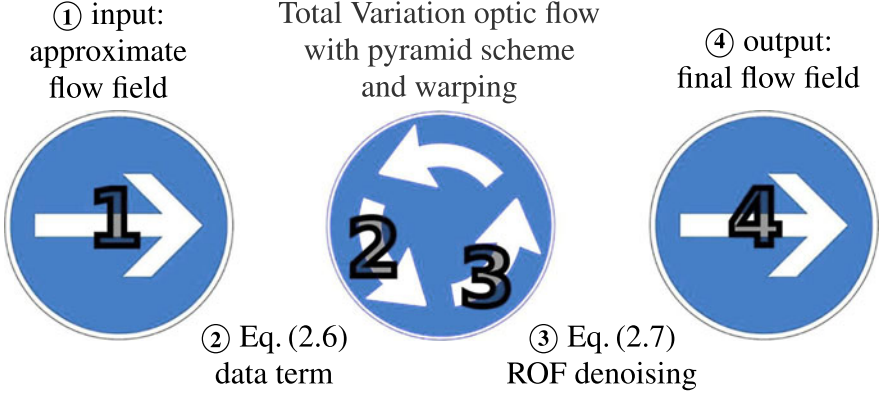 ① input:
approximate
flow field
Total Variation optic flow
with pyramid scheme
and warping
④ output:
final flow field
1
2
3
4
② Eq. (2.6)
data term
③ Eq. (2.7)
ROF denoising